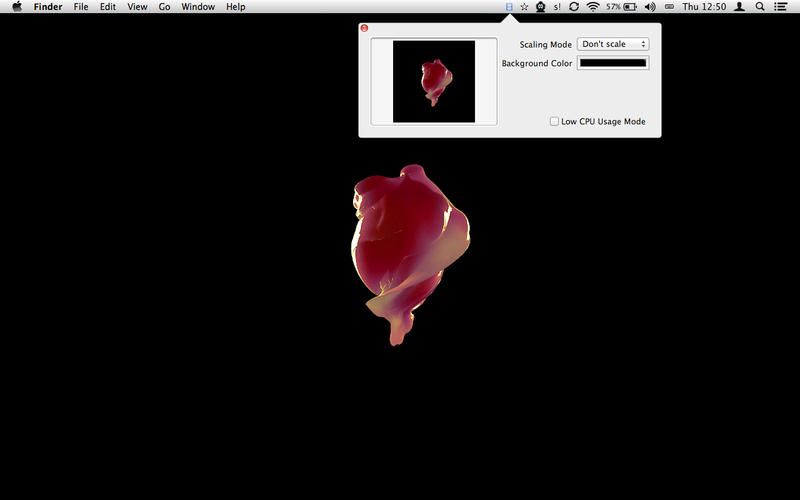 Finder File Edit View Go Window Help s! 57% Thu 12:50
Scaling Mode Don't scale
Background Color
Low CPU Usage Mode